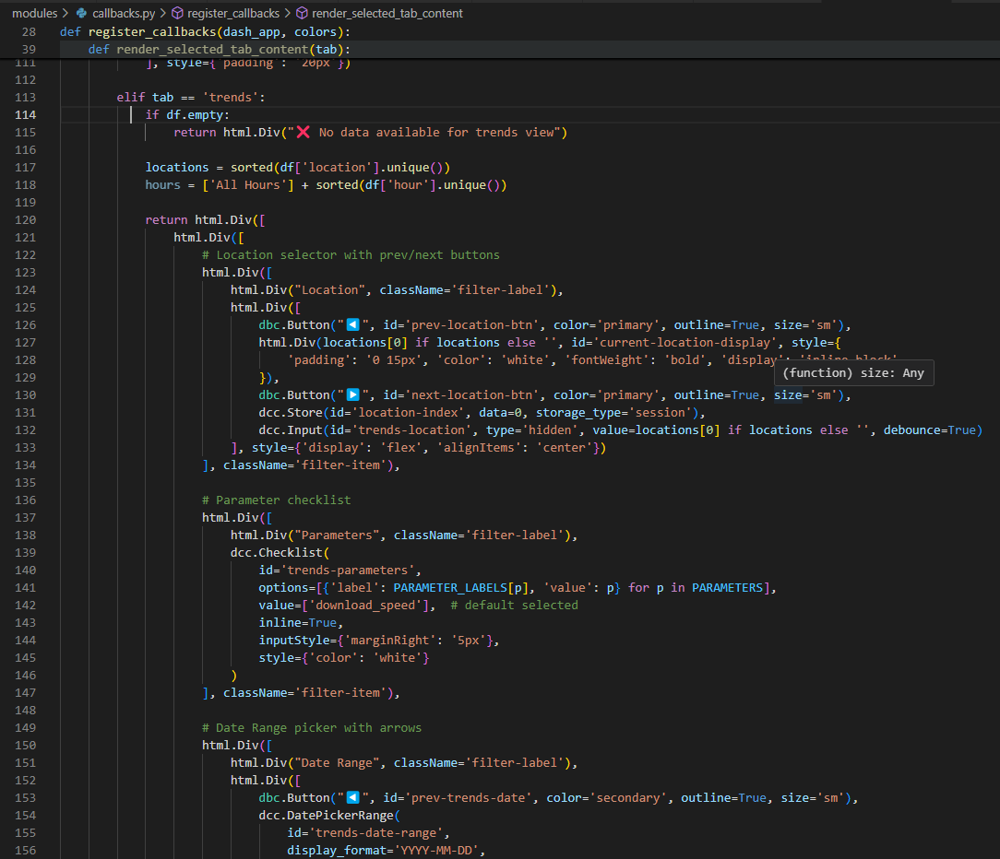 modules > callbacks.py > register_callbacks > render_selected_tab_content
28 def register_callbacks(dash_app, colors):
39     def render_selected_tab_content(tab):
111             ], style={'padding': '20px'})
112
113         elif tab == 'trends':
114             if df.empty:
115                 return html.Div("❌ No data available for trends view")
116
117             locations = sorted(df['location'].unique())
118             hours = ['All Hours'] + sorted(df['hour'].unique())
119
120             return html.Div([
121                 html.Div([
122                     # Location selector with prev/next buttons
123                     html.Div([
124                         html.Div("Location", className='filter-label'),
125                         html.Div([
126                             dbc.Button("◀️", id='prev-location-btn', color='primary', outline=True, size='sm'),
127                             html.Div(locations[0] if locations else '', id='current-location-display', style={
128                                 'padding': '0 15px', 'color': 'white', 'fontWeight': 'bold', 'display': 'inline-block'
(function) size: Any
129                             }),
130                             dbc.Button("▶️", id='next-location-btn', color='primary', outline=True, size='sm'),
131                             dcc.Store(id='location-index', data=0, storage_type='session'),
132                             dcc.Input(id='trends-location', type='hidden', value=locations[0] if locations else '', debounce=True)
133                         ], style={'display': 'flex', 'alignItems': 'center'})
134                     ], className='filter-item'),
135
136                     # Parameter checklist
137                     html.Div([
138                         html.Div("Parameters", className='filter-label'),
139                         dcc.Checklist(
140                             id='trends-parameters',
141                             options=[{'label': PARAMETER_LABELS[p], 'value': p} for p in PARAMETERS],
142                             value=['download_speed'],  # default selected
143                             inline=True,
144                             inputStyle={'marginRight': '5px'},
145                             style={'color': 'white'}
146                         )
147                     ], className='filter-item'),
148
149                     # Date Range picker with arrows
150                     html.Div([
151                         html.Div("Date Range", className='filter-label'),
152                         html.Div([
153                             dbc.Button("◀️", id='prev-trends-date', color='secondary', outline=True, size='sm'),
154                             dcc.DatePickerRange(
155                                 id='trends-date-range',
156                                 display_format='YYYY-MM-DD',